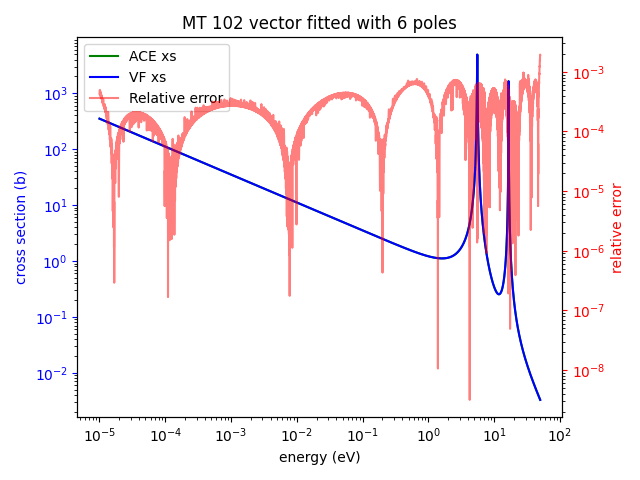 MT 102 vector fitted with 6 poles
ACE xs
VF xs
Relative error
cross section (b)
10³
10²
10¹
10⁰
10⁻¹
10⁻²
relative error
10⁻³
10⁻⁴
10⁻⁵
10⁻⁶
10⁻⁷
10⁻⁸
10⁻⁵ 10⁻⁴ 10⁻³ 10⁻² 10⁻¹ 10⁰ 10¹ 10²
energy (eV)